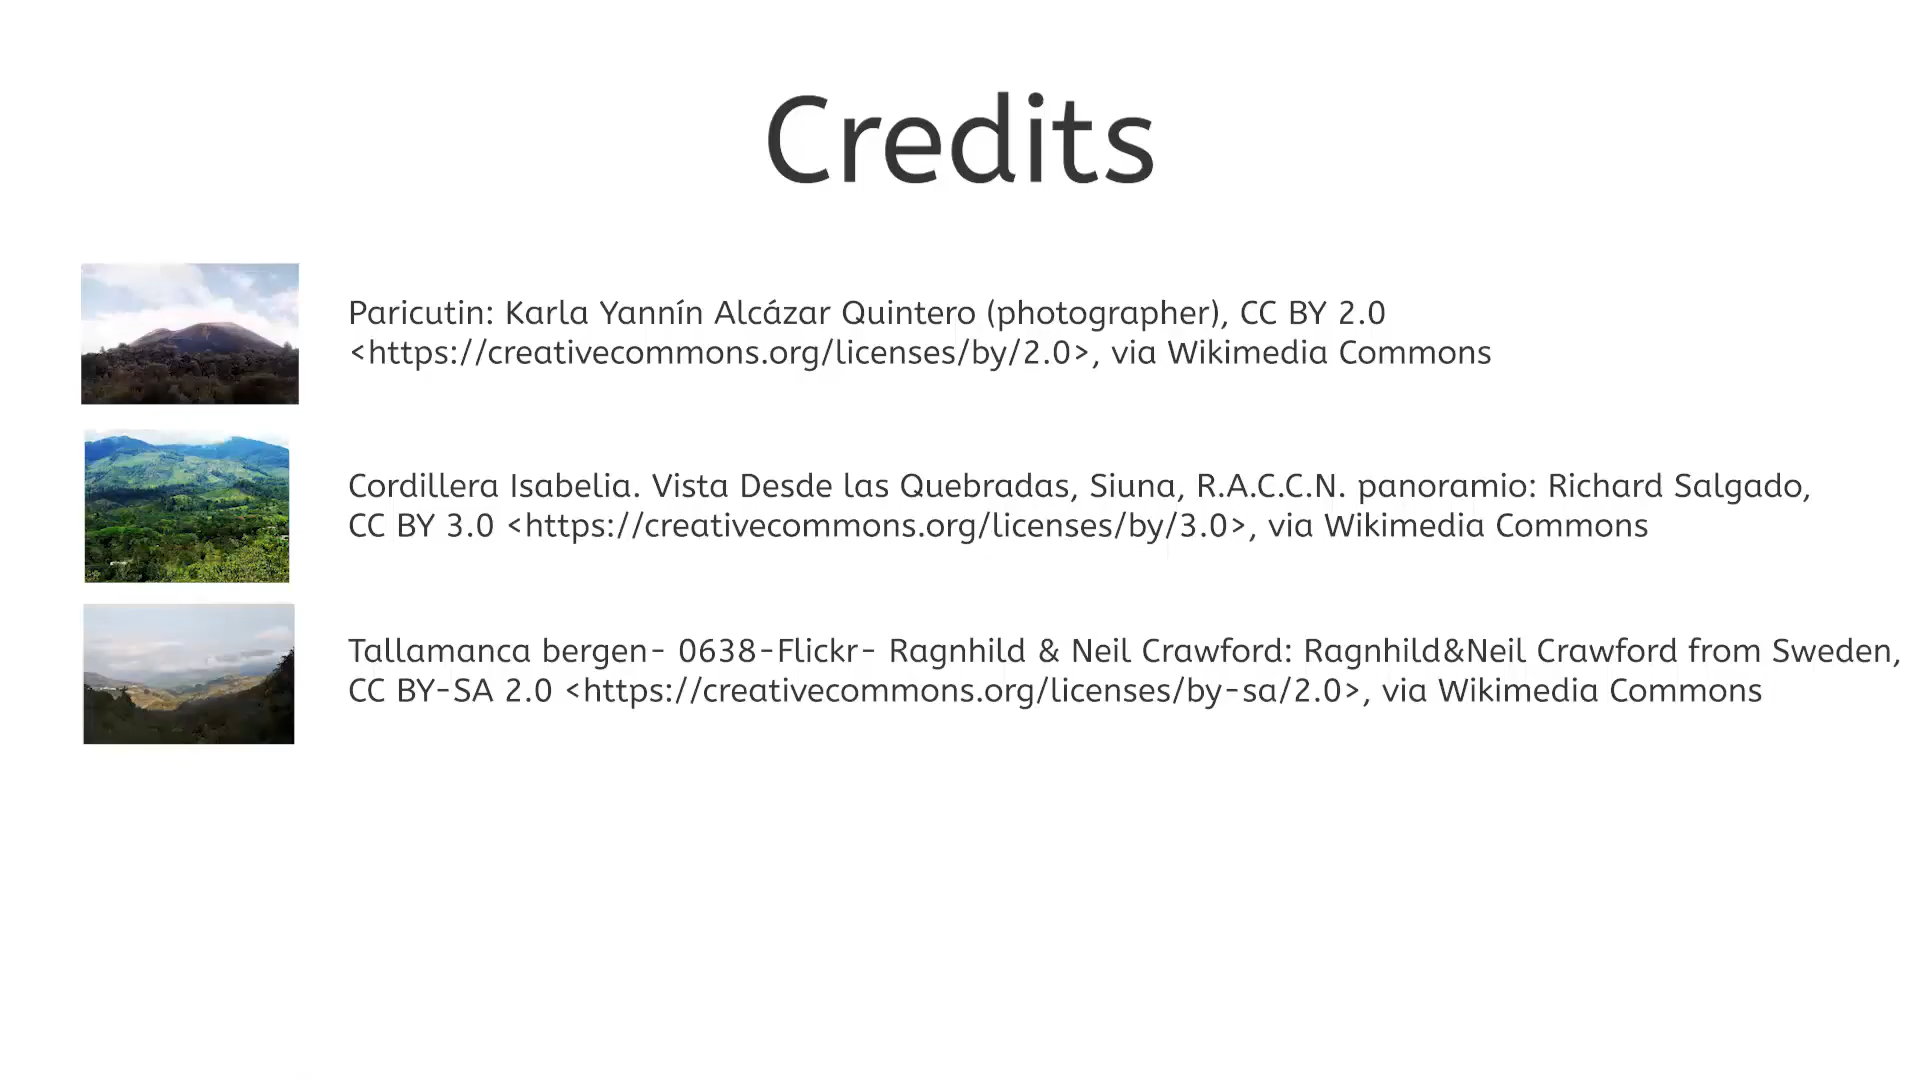 Credits
Paricutin: Karla Yannín Alcázar Quintero (photographer), CC BY 2.0
<https://creativecommons.org/licenses/by/2.0>, via Wikimedia Commons
Cordillera Isabelia. Vista Desde las Quebradas, Siuna, R.A.C.C.N. panoramio: Richard Salgado,
CC BY 3.0 <https://creativecommons.org/licenses/by/3.0>, via Wikimedia Commons
Tallamanca bergen- 0638-Flickr- Ragnhild & Neil Crawford: Ragnhild&Neil Crawford from Sweden,
CC BY-SA 2.0 <https://creativecommons.org/licenses/by-sa/2.0>, via Wikimedia Commons